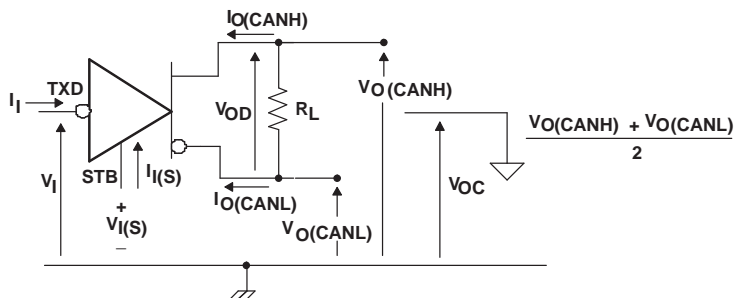 IO(CANH)
TXD
II
VOD
RL
VO(CANH)
VO(CANH) + VO(CANL)
2
VI
STB
II(S)
IO(CANL)
VOC
+
VI(S)
–
VO(CANL)